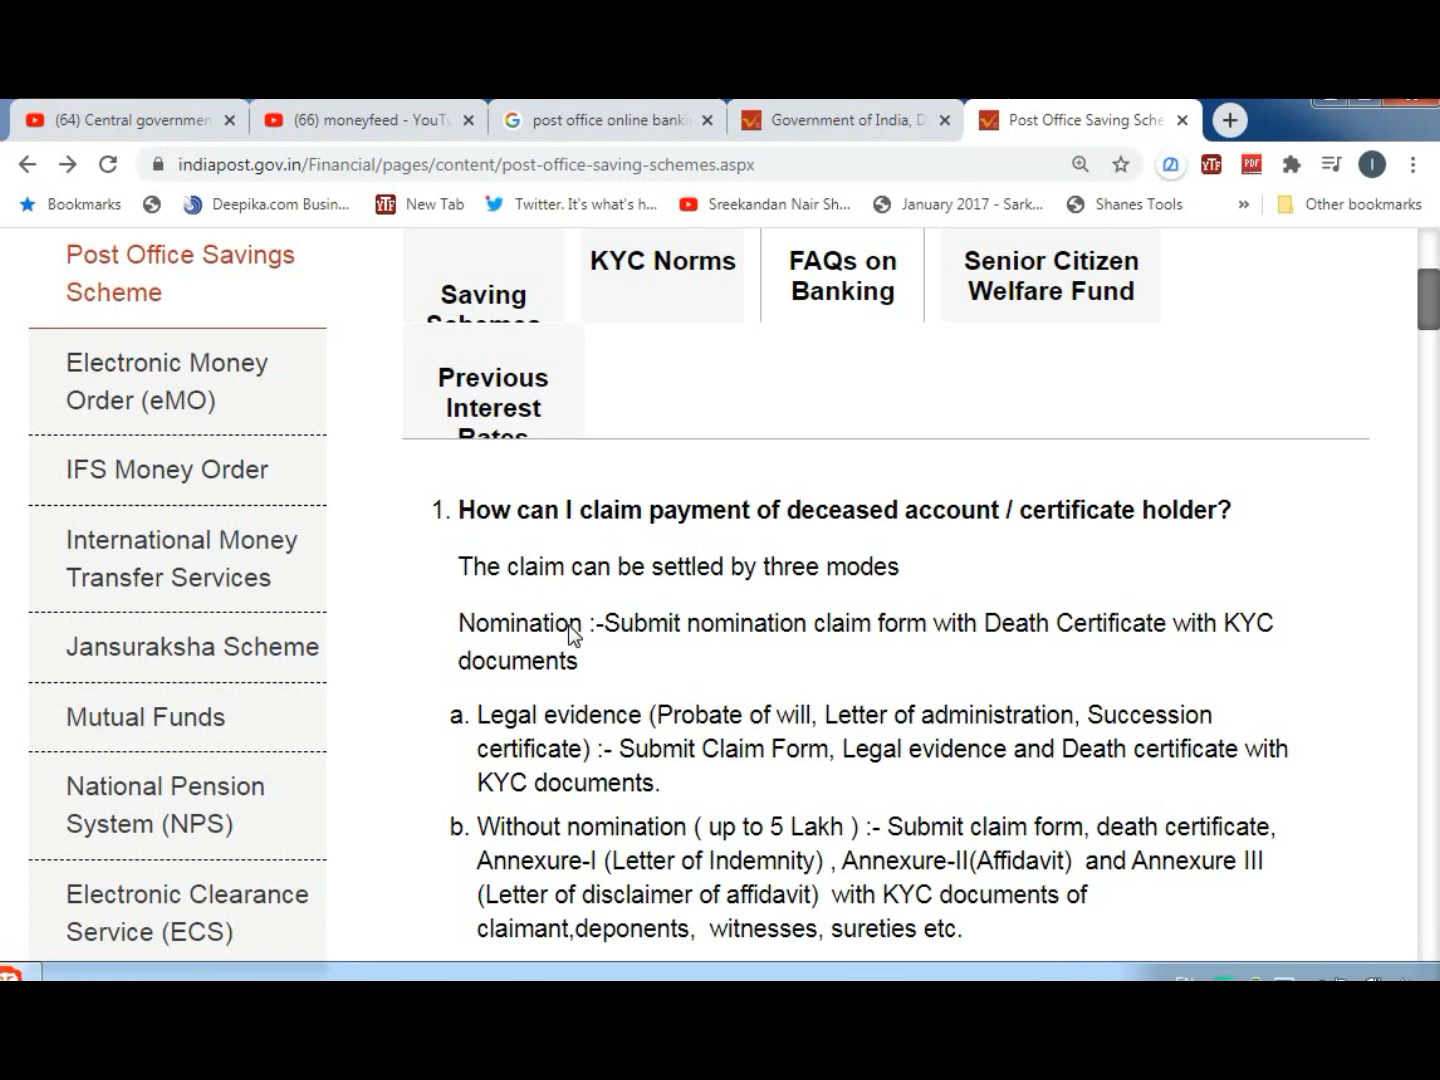 (64) Central governmen
(66) moneyfeed - YouTu
post office online banki
Government of India, D
Post Office Saving Sche
indiapost.gov.in/Financial/pages/content/post-office-saving-schemes.aspx
Bookmarks
Deepika.com Busin...
New Tab
Twitter. It's what's h...
Sreekandan Nair Sh...
January 2017 - Sark...
Shanes Tools
»
Other bookmarks
Post Office Savings
Scheme
Electronic Money
Order (eMO)
IFS Money Order
International Money
Transfer Services
Jansuraksha Scheme
Mutual Funds
National Pension
System (NPS)
Electronic Clearance
Service (ECS)
Saving
Schemes
KYC Norms
FAQs on
Banking
Senior Citizen
Welfare Fund
Previous
Interest
Rates
1. How can I claim payment of deceased account / certificate holder?
The claim can be settled by three modes
Nomination :-Submit nomination claim form with Death Certificate with KYC
documents
a. Legal evidence (Probate of will, Letter of administration, Succession
certificate) :- Submit Claim Form, Legal evidence and Death certificate with
KYC documents.
b. Without nomination ( up to 5 Lakh ) :- Submit claim form, death certificate,
Annexure-I (Letter of Indemnity) , Annexure-II(Affidavit) and Annexure III
(Letter of disclaimer of affidavit) with KYC documents of
claimant,deponents, witnesses, sureties etc.